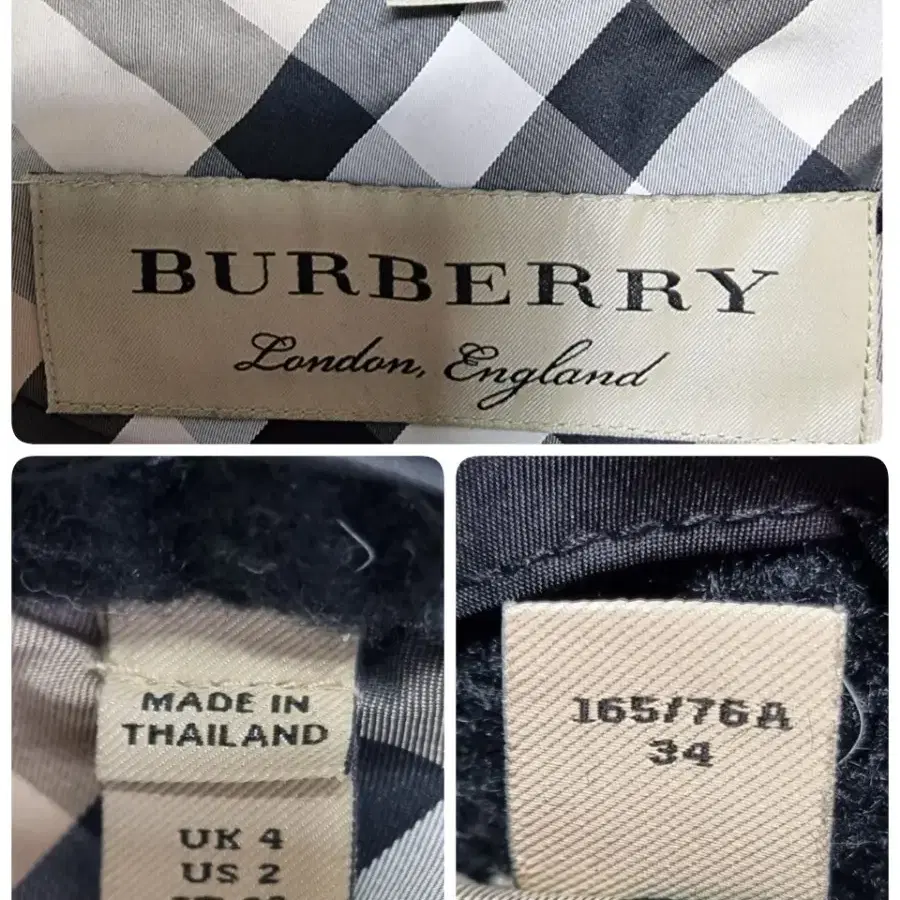 BURBERRY
London, England
MADE IN
THAILAND
UK 4
US 2
165/76A
34